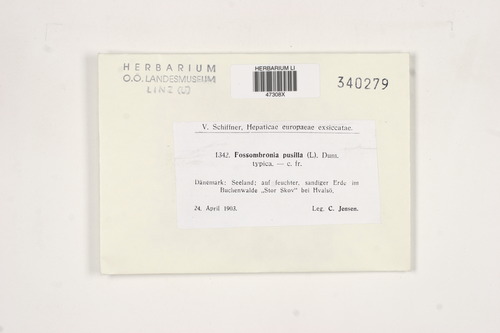 HERBARIUM
O.Ö. LANDESMUSEUM
LINZ (L)
HERBARIUM LI
47308X
340279
V. Schiffner, Hepaticae europaeae exsiccatae.
1342. Fossombronia pusilla (L). Dum.
typica. — c. fr.
Dänemark: Seeland; auf feuchter, sandiger Erde im
Buchenwalde „Stor Skov" bei Hvalsö.
24. April 1903.
Leg. C. Jensen.